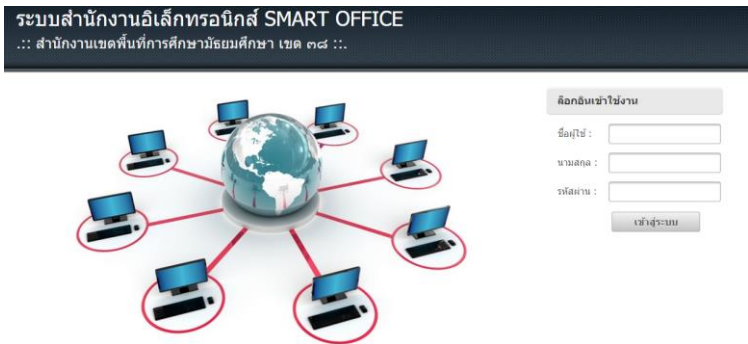 ระบบสำนักงานอิเล็กทรอนิกส์ SMART OFFICE
.:: สำนักงานเขตพื้นที่การศึกษามัธยมศึกษา เขต ๓๘ ::.
ล็อกอินเข้าใช้งาน
ชื่อผู้ใช้ :
นามสกุล :
รหัสผ่าน :
เข้าสู่ระบบ